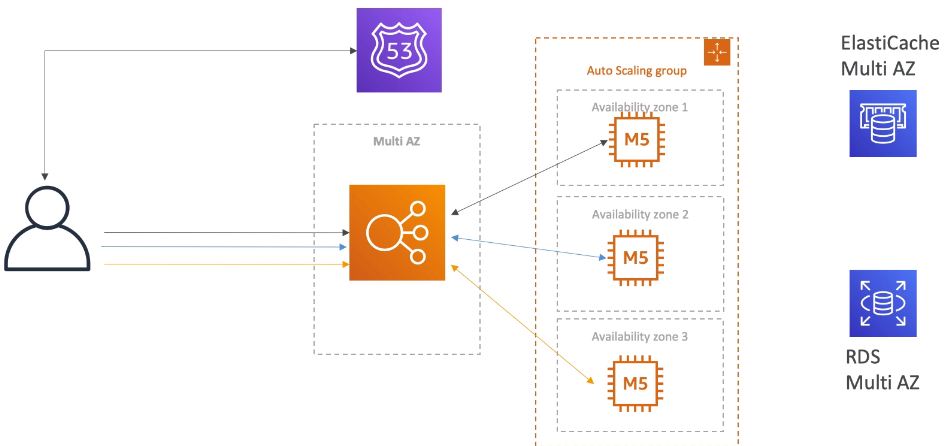 53
ElastiCache
Multi AZ
Auto Scaling group
Availability zone 1
M5
Multi AZ
Availability zone 2
M5
Availability zone 3
M5
RDS
Multi AZ